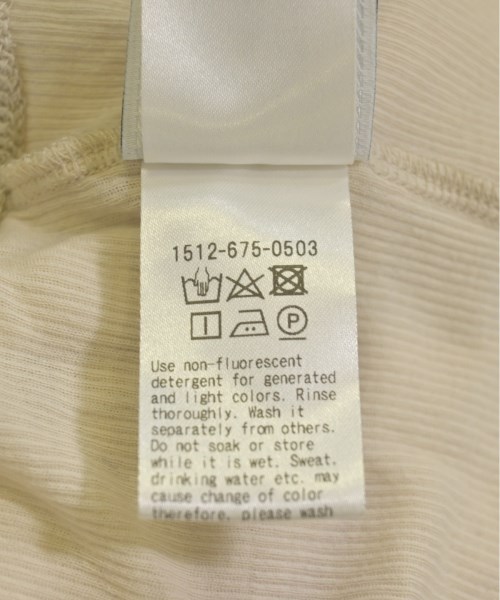 1512-675-0503
P
Use non-fluorescent
detergent for generated
and light colors. Rinse
thoroughly. Wash it
separately from others.
Do not soak or store
while it is wet. Sweat,
drinking water etc. may
cause change of color
therefore, please wash